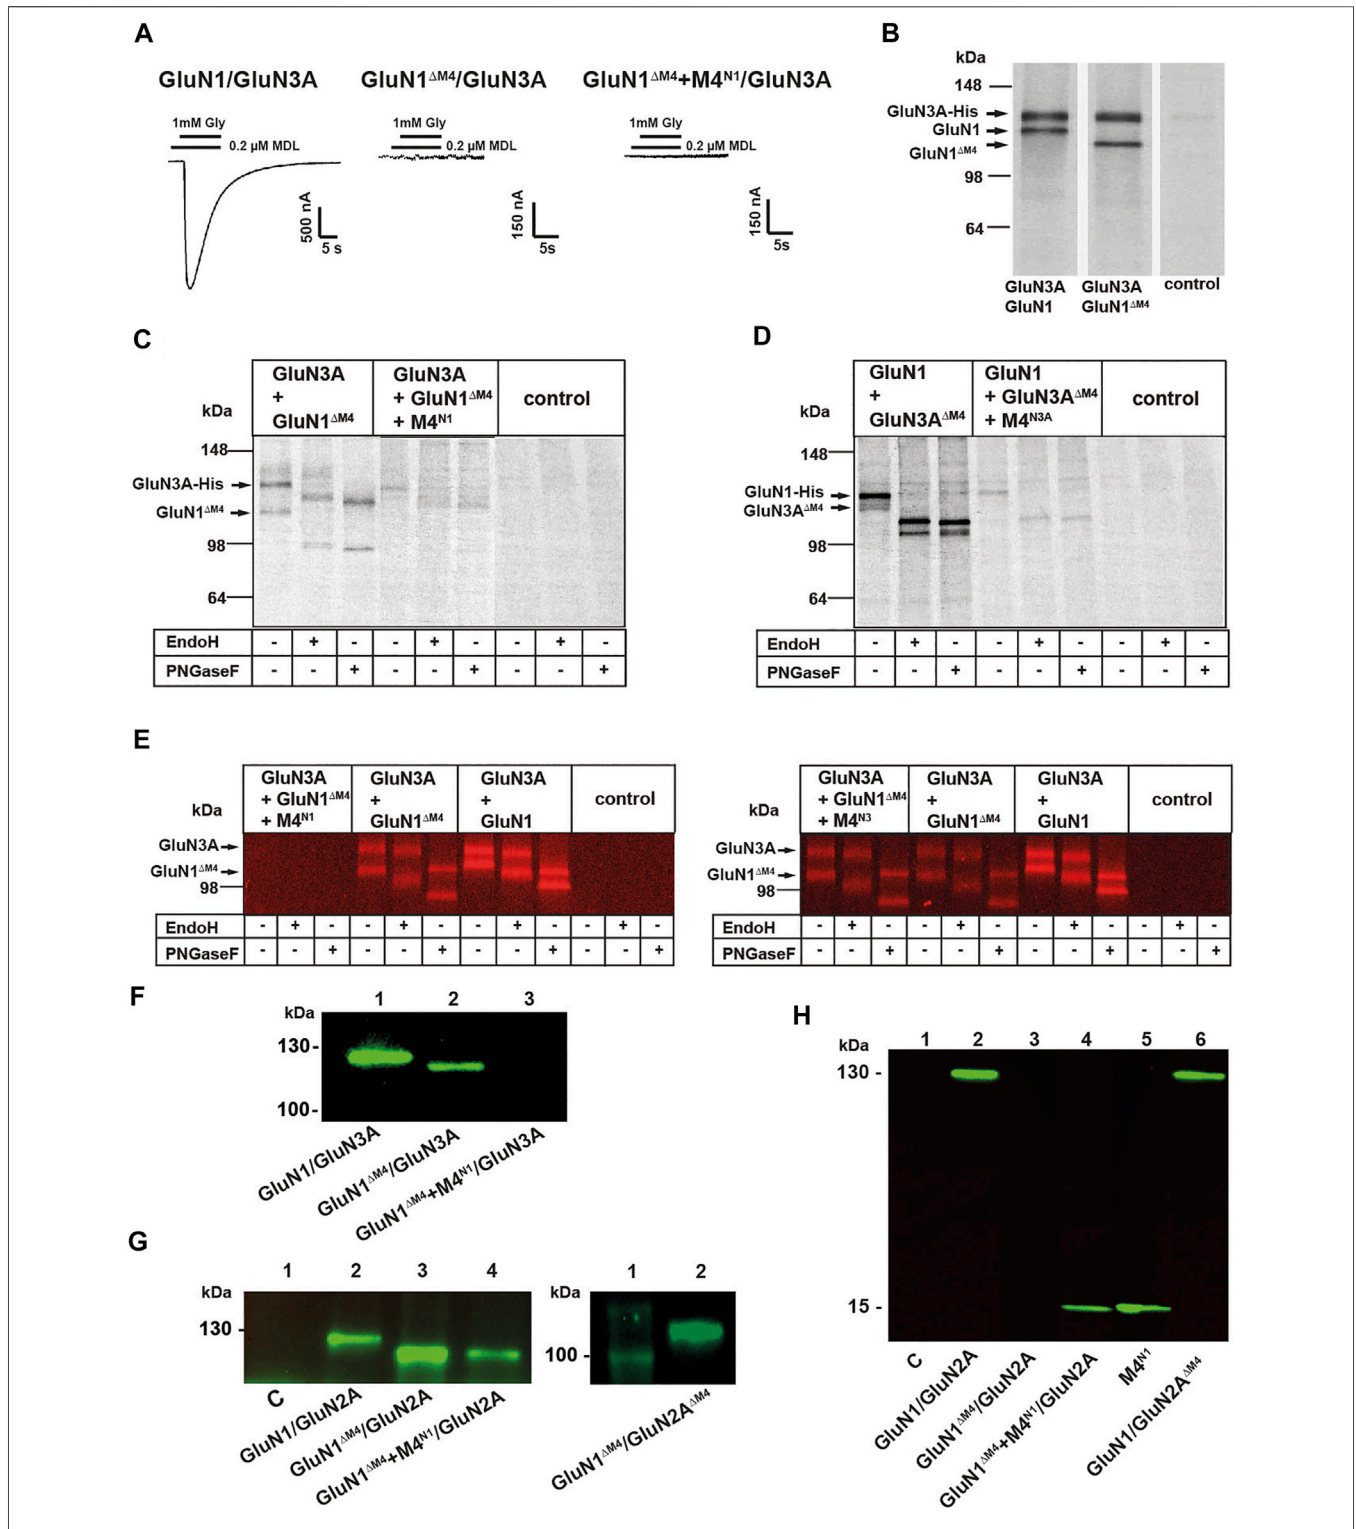 A
GluN1/GluN3A
GluN1ΔM4/GluN3A
GluN1ΔM4+M4N1/GluN3A
1mM Gly
0.2 µM MDL
500 nA
5 s
1mM Gly
0.2 µM MDL
150 nA
5s
1mM Gly
0.2 µM MDL
150 nA
5s
B
kDa
148
GluN3A-His
GluN1
GluN1ΔM4
98
64
GluN3A
GluN1
GluN3A
GluN1ΔM4
control
C
kDa
GluN3A
+
GluN1ΔM4
GluN3A
+ GluN1ΔM4
+ M4N1
control
148
GluN3A-His
GluN1ΔM4
98
64
EndoH - + - - + - - + -
PNGaseF - - + - - + - - +
D
kDa
GluN1
+
GluN3AΔM4
GluN1
+ GluN3AΔM4
+ M4N3A
control
148
GluN1-His
GluN3AΔM4
98
64
EndoH - + - - + - - + -
PNGaseF - - + - - + - - +
E
kDa
GluN3A
+ GluN1ΔM4
+ M4N1
GluN3A
+
GluN1ΔM4
GluN3A
+
GluN1
control
GluN3A
GluN1ΔM4
98
EndoH - + - - + - - + - - + -
PNGaseF - - + - - + - - + - - +
kDa
GluN3A
+ GluN1ΔM4
+ M4N3
GluN3A
+
GluN1ΔM4
GluN3A
+
GluN1
control
GluN3A
GluN1ΔM4
98
EndoH - + - - + - - + - - + -
PNGaseF - - + - - + - - + - - +
F
1 2 3
kDa
130 -
100 -
GluN1/GluN3A
GluN1ΔM4/GluN3A
GluN1ΔM4+M4N1/GluN3A
G
1 2 3 4
kDa
130 -
C
GluN1/GluN2A
GluN1ΔM4/GluN2A
GluN1ΔM4+M4N1/GluN2A
1 2
kDa
100 -
GluN1ΔM4/GluN2AΔM4
H
1 2 3 4 5 6
kDa
130 -
15 -
C
GluN1/GluN2A
GluN1ΔM4/GluN2A
GluN1ΔM4+M4N1/GluN2A
M4N1
GluN1/GluN2AΔM4